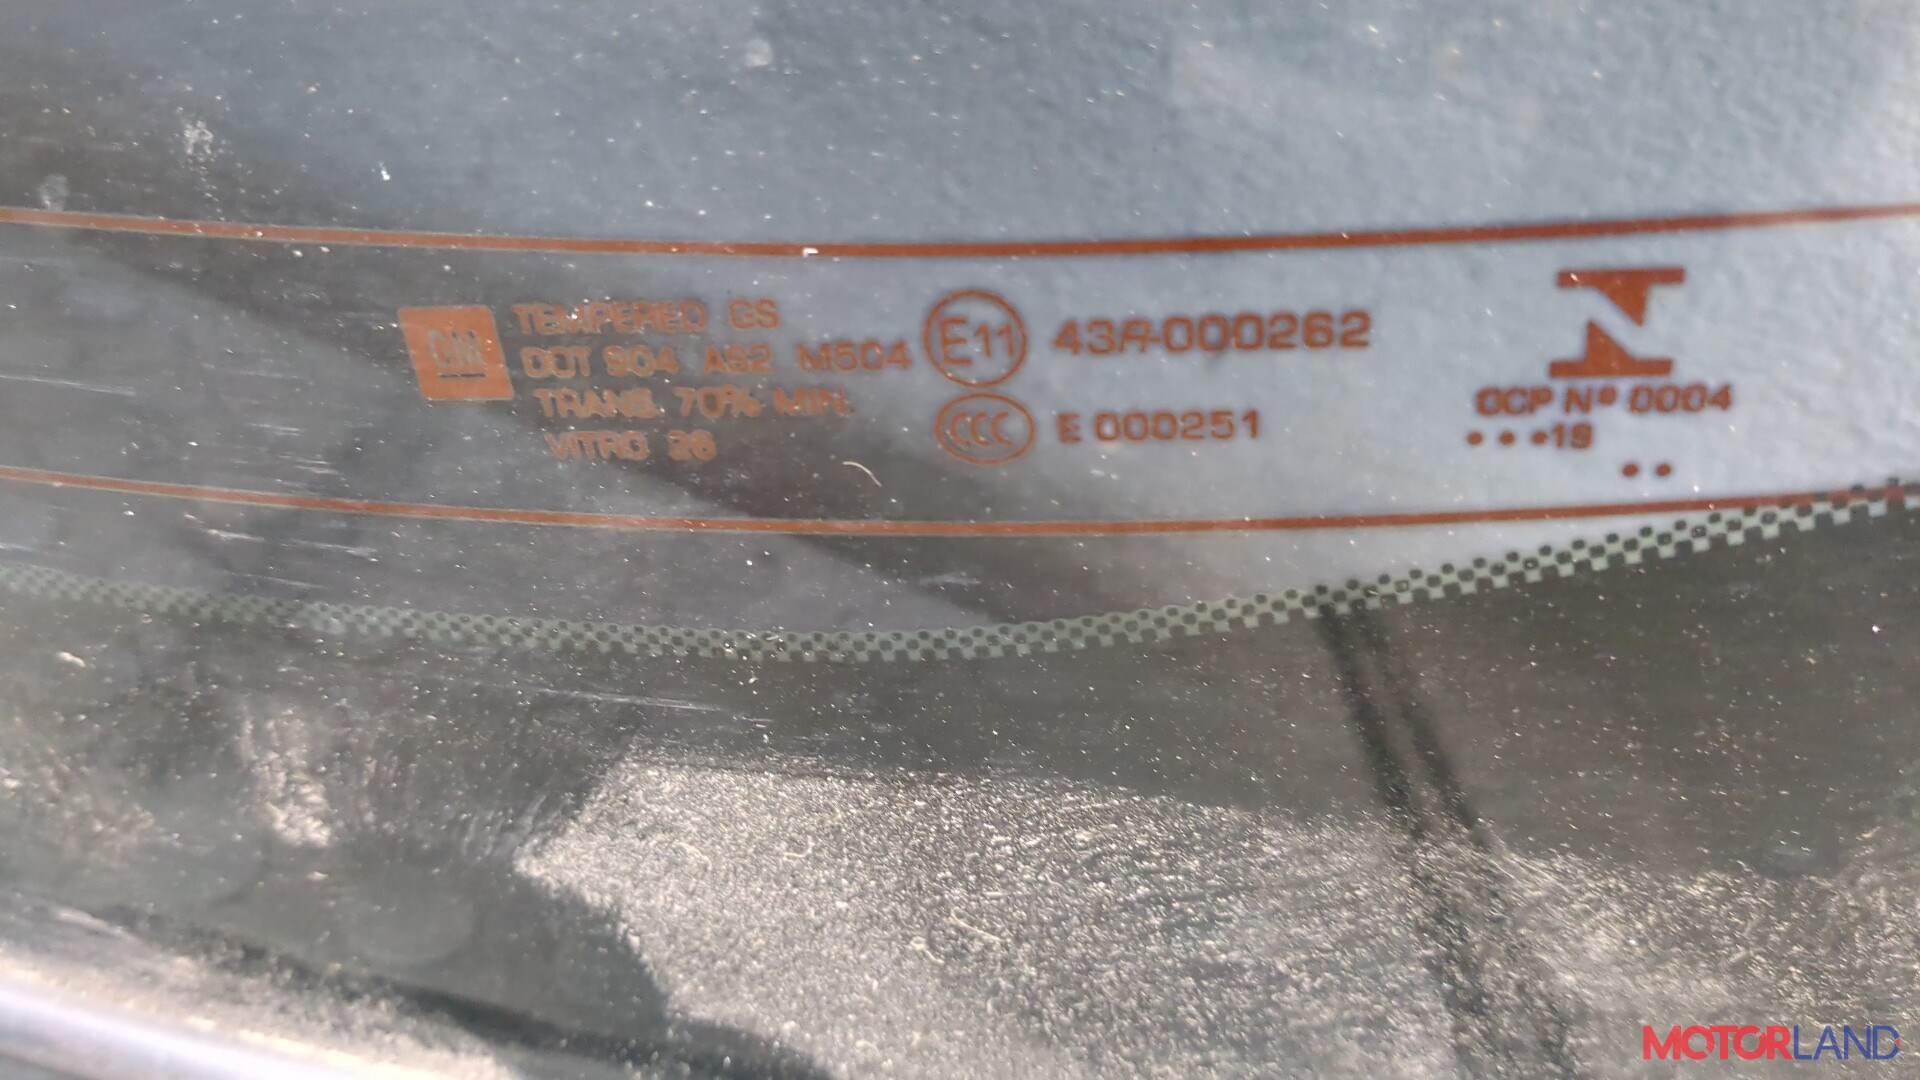 GM
TEMPERED GS
DOT 904 AS2 M504
TRANS. 70% MIN.
VITRO 26
E11 43R-000262
CCC E 000251
OCP Nº 0004
•••19
••
MOTORLAND